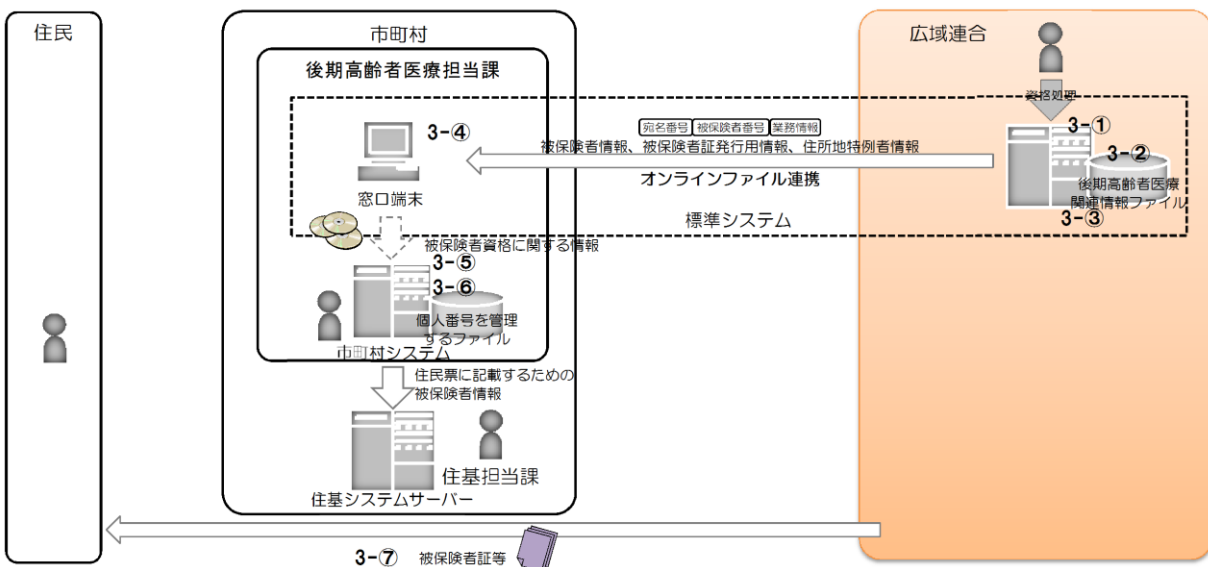 住民
市町村
広域連合
後期高齢者医療担当課
資格処理
3-①
3-②
後期高齢者医療
関連情報ファイル
3-③
宛名番号 被保険者番号 業務情報
被保険者情報、被保険者証発行用情報、住所地特例者情報
オンラインファイル連携
標準システム
3-④
窓口端末
被保険者資格に関する情報
3-⑤
3-⑥
個人番号を管理
するファイル
市町村システム
住民票に記載するための
被保険者情報
住基担当課
住基システムサーバー
3-⑦ 被保険者証等